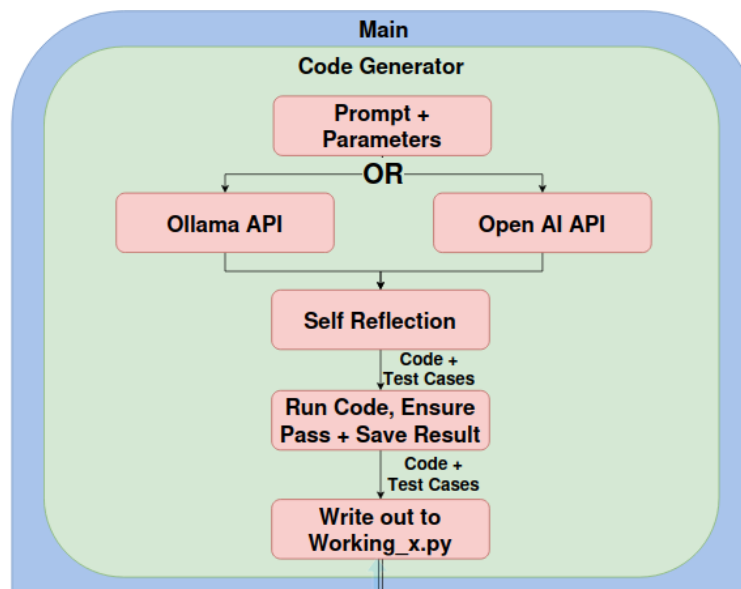 Main
Code Generator
Prompt +
Parameters
OR
Ollama API
Open AI API
Self Reflection
Code +
Test Cases
Run Code, Ensure
Pass + Save Result
Code +
Test Cases
Write out to
Working_x.py